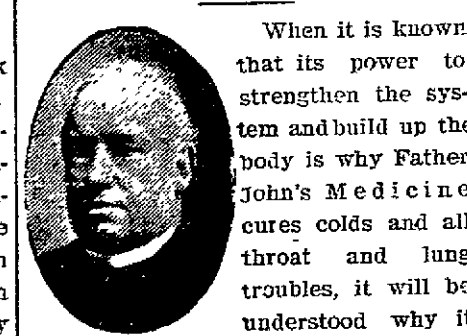 When it is known
that its power to
strengthen the sys-
tem and build up the
body is why Father
John's Medicine
cures colds and all
throat and lung
troubles, it will be
understood why it